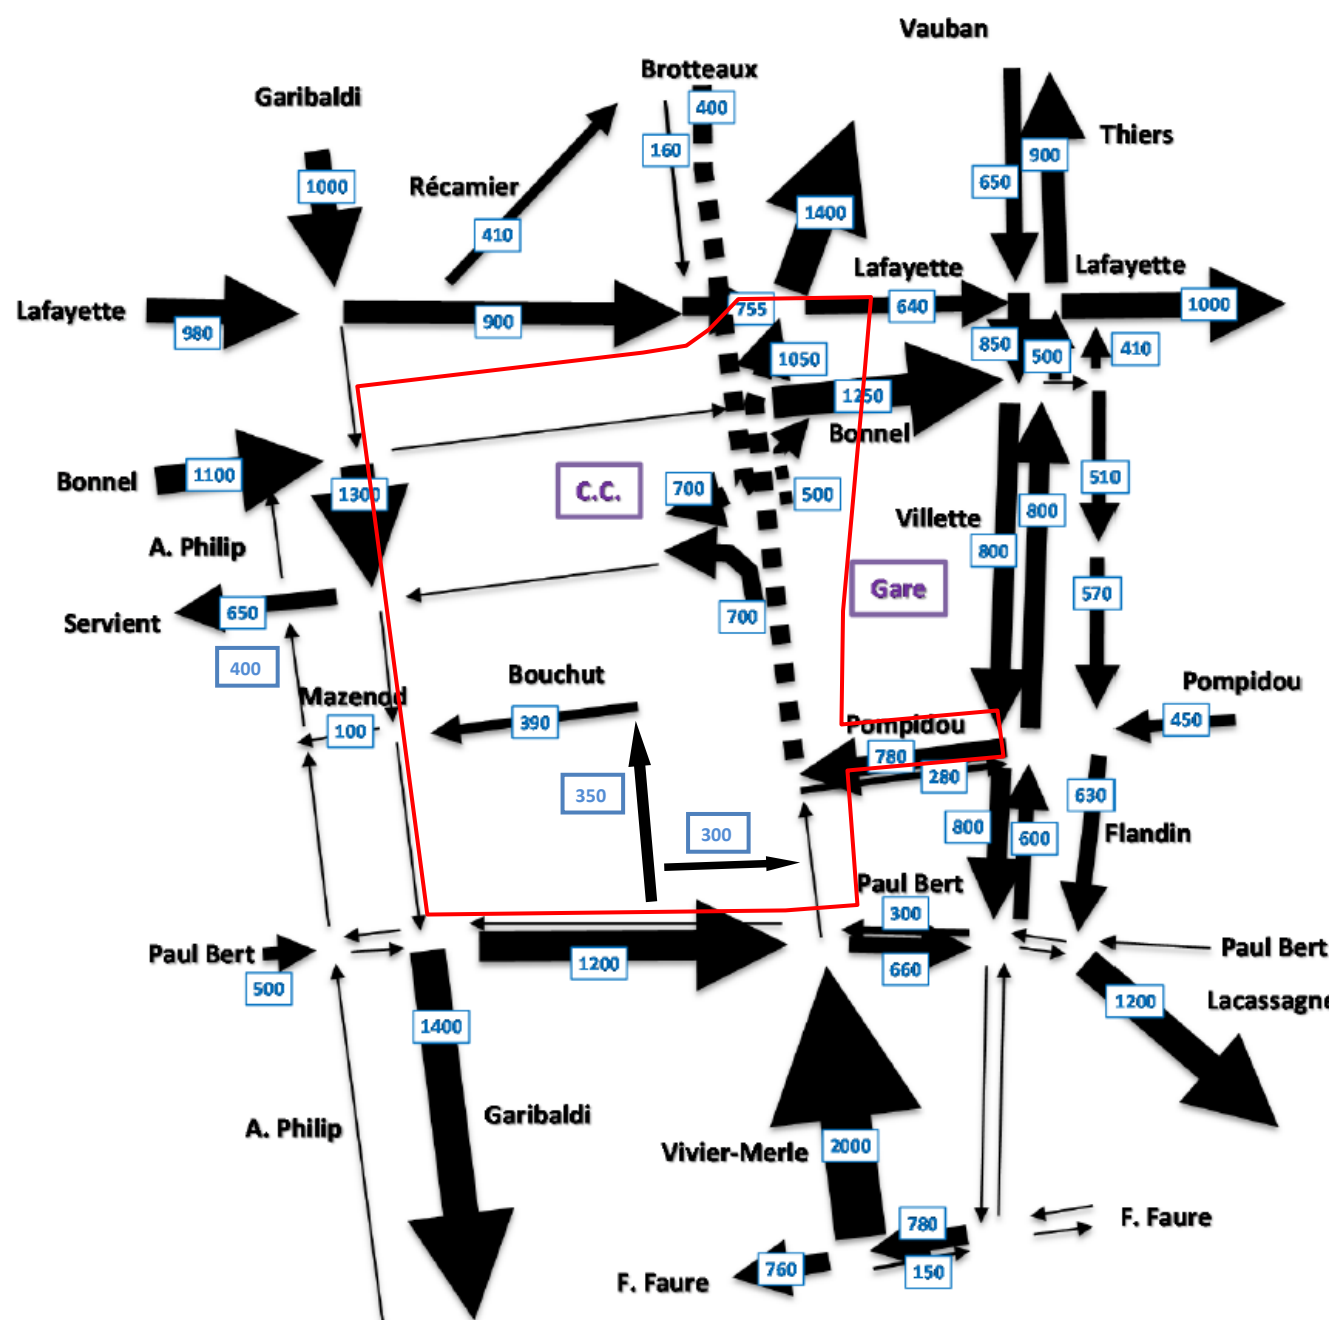 Vauban
Brotteaux
Garibaldi
400
Thiers
160
900
1000
Récamier
650
1400
410
Lafayette
Lafayette
Lafayette
980
900
755
640
1000
850
500
410
1050
1250
Bonnel
Bonnel
1100
1300
C.C.
700
500
510
800
Villette
800
A. Philip
Gare
570
Servient
650
700
400
Bouchut
Mazenod
Pompidou
100
390
Pompidou
450
780
280
350
630
300
800
600
Flandin
Paul Bert
300
Paul Bert
500
1200
660
Paul Bert
1200
Lacassagne
1400
Garibaldi
A. Philip
Vivier-Merle
2000
780
F. Faure
F. Faure
760
150